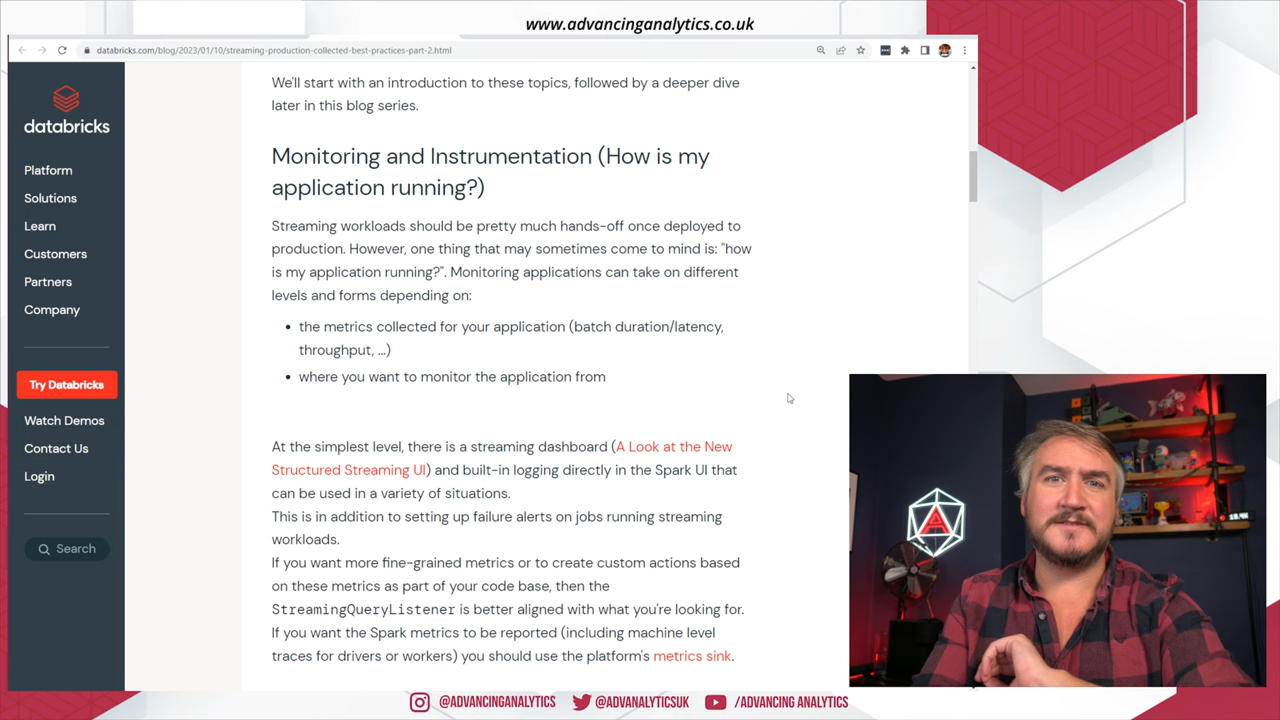 www.advancinganalytics.co.uk
databricks.com/blog/2023/01/10/streaming-production-collected-best-practices-part-2.html
databricks
Platform
Solutions
Learn
Customers
Partners
Company
Try Databricks
Watch Demos
Contact Us
Login
Search
We'll start with an introduction to these topics, followed by a deeper dive
later in this blog series.
Monitoring and Instrumentation (How is my
application running?)
Streaming workloads should be pretty much hands-off once deployed to
production. However, one thing that may sometimes come to mind is: "how
is my application running?". Monitoring applications can take on different
levels and forms depending on:
• the metrics collected for your application (batch duration/latency,
throughput, ...)
• where you want to monitor the application from
At the simplest level, there is a streaming dashboard (A Look at the New
Structured Streaming UI) and built-in logging directly in the Spark UI that
can be used in a variety of situations.
This is in addition to setting up failure alerts on jobs running streaming
workloads.
If you want more fine-grained metrics or to create custom actions based
on these metrics as part of your code base, then the
StreamingQueryListener is better aligned with what you're looking for.
If you want the Spark metrics to be reported (including machine level
traces for drivers or workers) you should use the platform's metrics sink.
A
@ADVANCINGANALYTICS @ADVANALYTICSUK /ADVANCING ANALYTICS